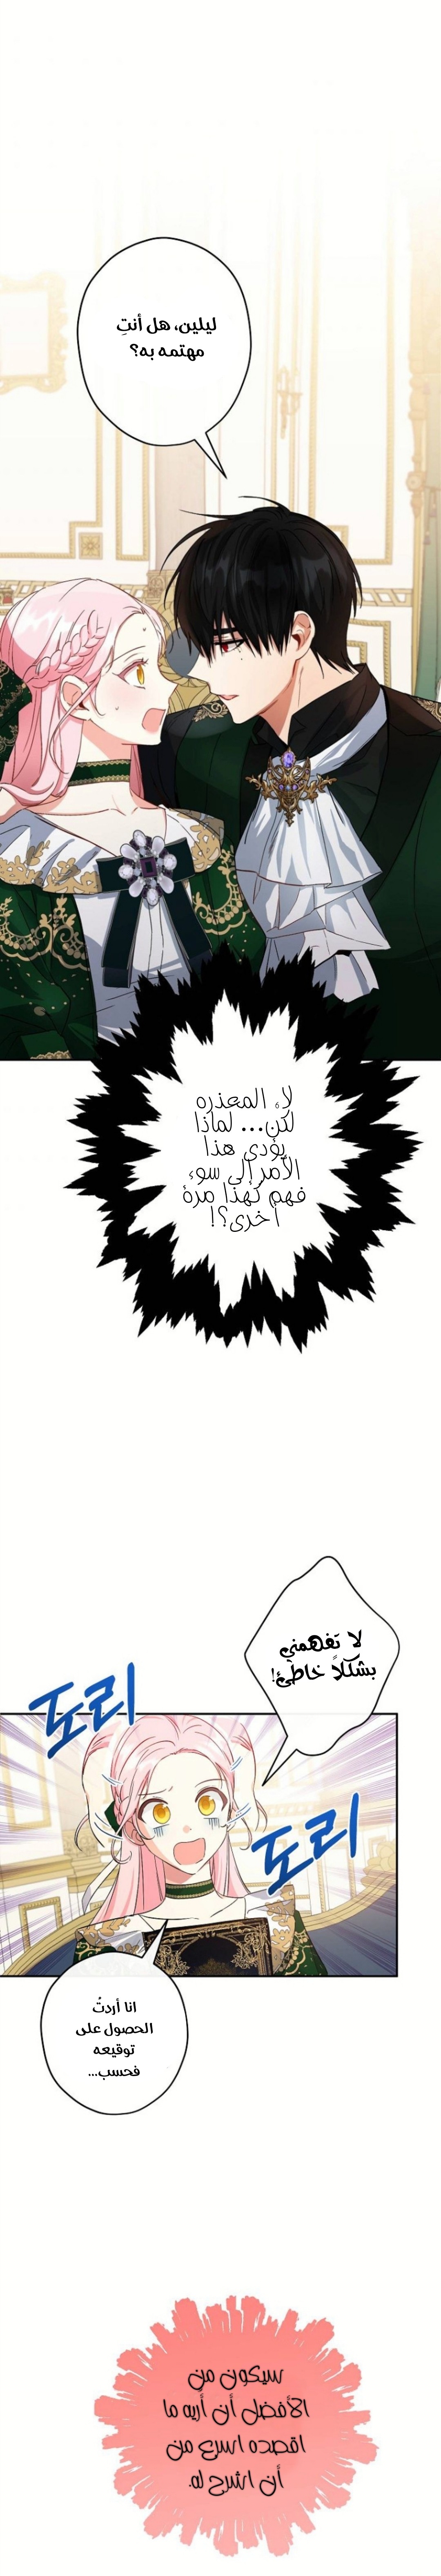 ليلين، هل أنتِ
مهتمه به؟
لا، المعذره
لكن... لماذا
يؤدي هذا
الأمر إلى سوء
فهم كهذا مرة
أخرى؟!
لا تفهمني
بشكلاً خاطئ!
도리
도리
انا أردتُ
الحصول على
توقيعه
فحسب...
سيكون من
الأفضل أن أريه ما
اقصده اسرع من
أن اشرح له.